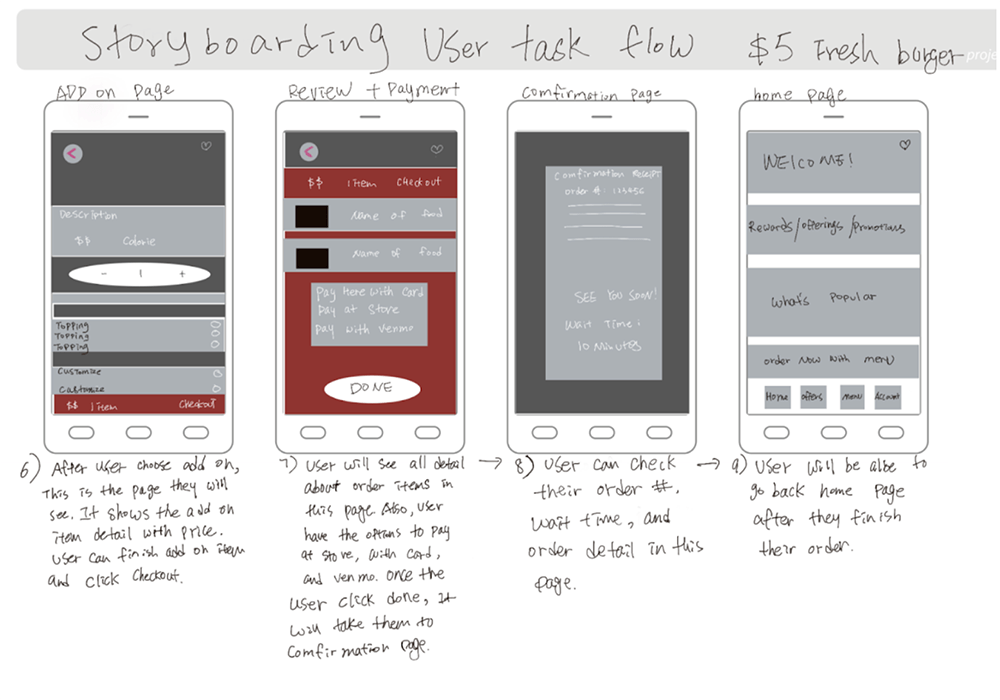 Storyboarding User task flow $5 Fresh burger
proje
ADD on page
Description
$$ Calorie
- 1 +
Topping
Topping
Topping
Customize
Customize
$$ 1 item Checkout
6) After user choose add on,
This is the page they will
see. It shows the add on
item detail with price.
User can finish add on item
and click checkout.
Review + Payment
$$ 1 item Checkout
Name of food
Name of food
Pay Here with Card
Pay at Store
Pay with Venmo
DONE
7) User will see all detail
about order items in
this page. Also, user
have the options to pay
at store, with card,
and venmo. once the
user click done, It
will take them to
Comfirmation page.
Comfirmation page
Comfirmation Receipt
order #: 123456
SEE YOU SOON!
Wait Time:
10 Minutes
→ 8) User can check
their order #,
wait time, and
order detail in this
page.
home page
WELCOME!
Rewards/offerings/promotions
What's Popular
order Now with menu
Home offers menu Account
→ 9) User will be able to
go back home page
after they finish
their order.